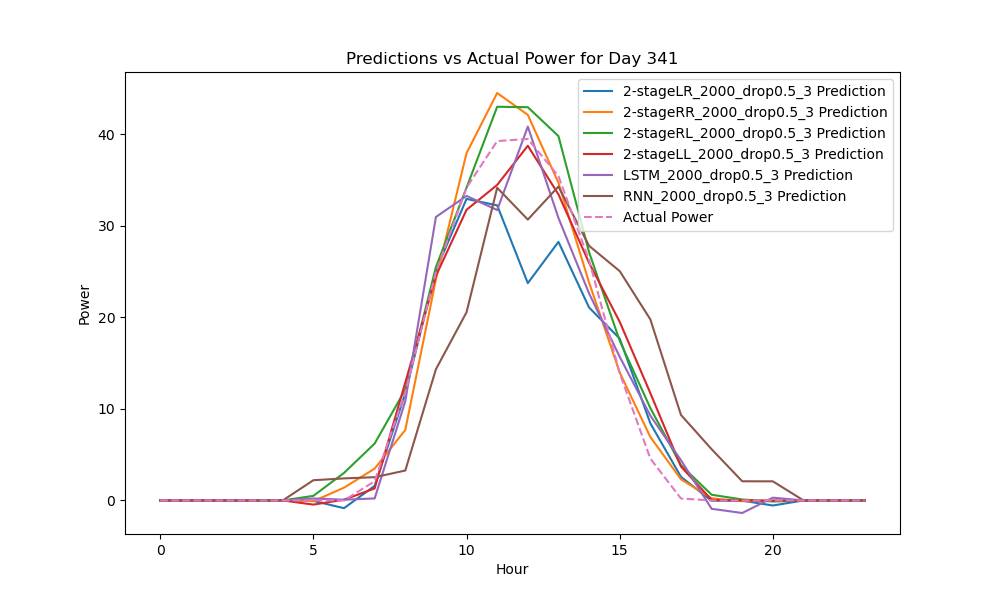 Predictions vs Actual Power for Day 341
2-stageLR_2000_drop0.5_3 Prediction
2-stageRR_2000_drop0.5_3 Prediction
2-stageRL_2000_drop0.5_3 Prediction
2-stageLL_2000_drop0.5_3 Prediction
LSTM_2000_drop0.5_3 Prediction
RNN_2000_drop0.5_3 Prediction
Actual Power
Power
40
30
20
10
0
0 5 10 15 20
Hour